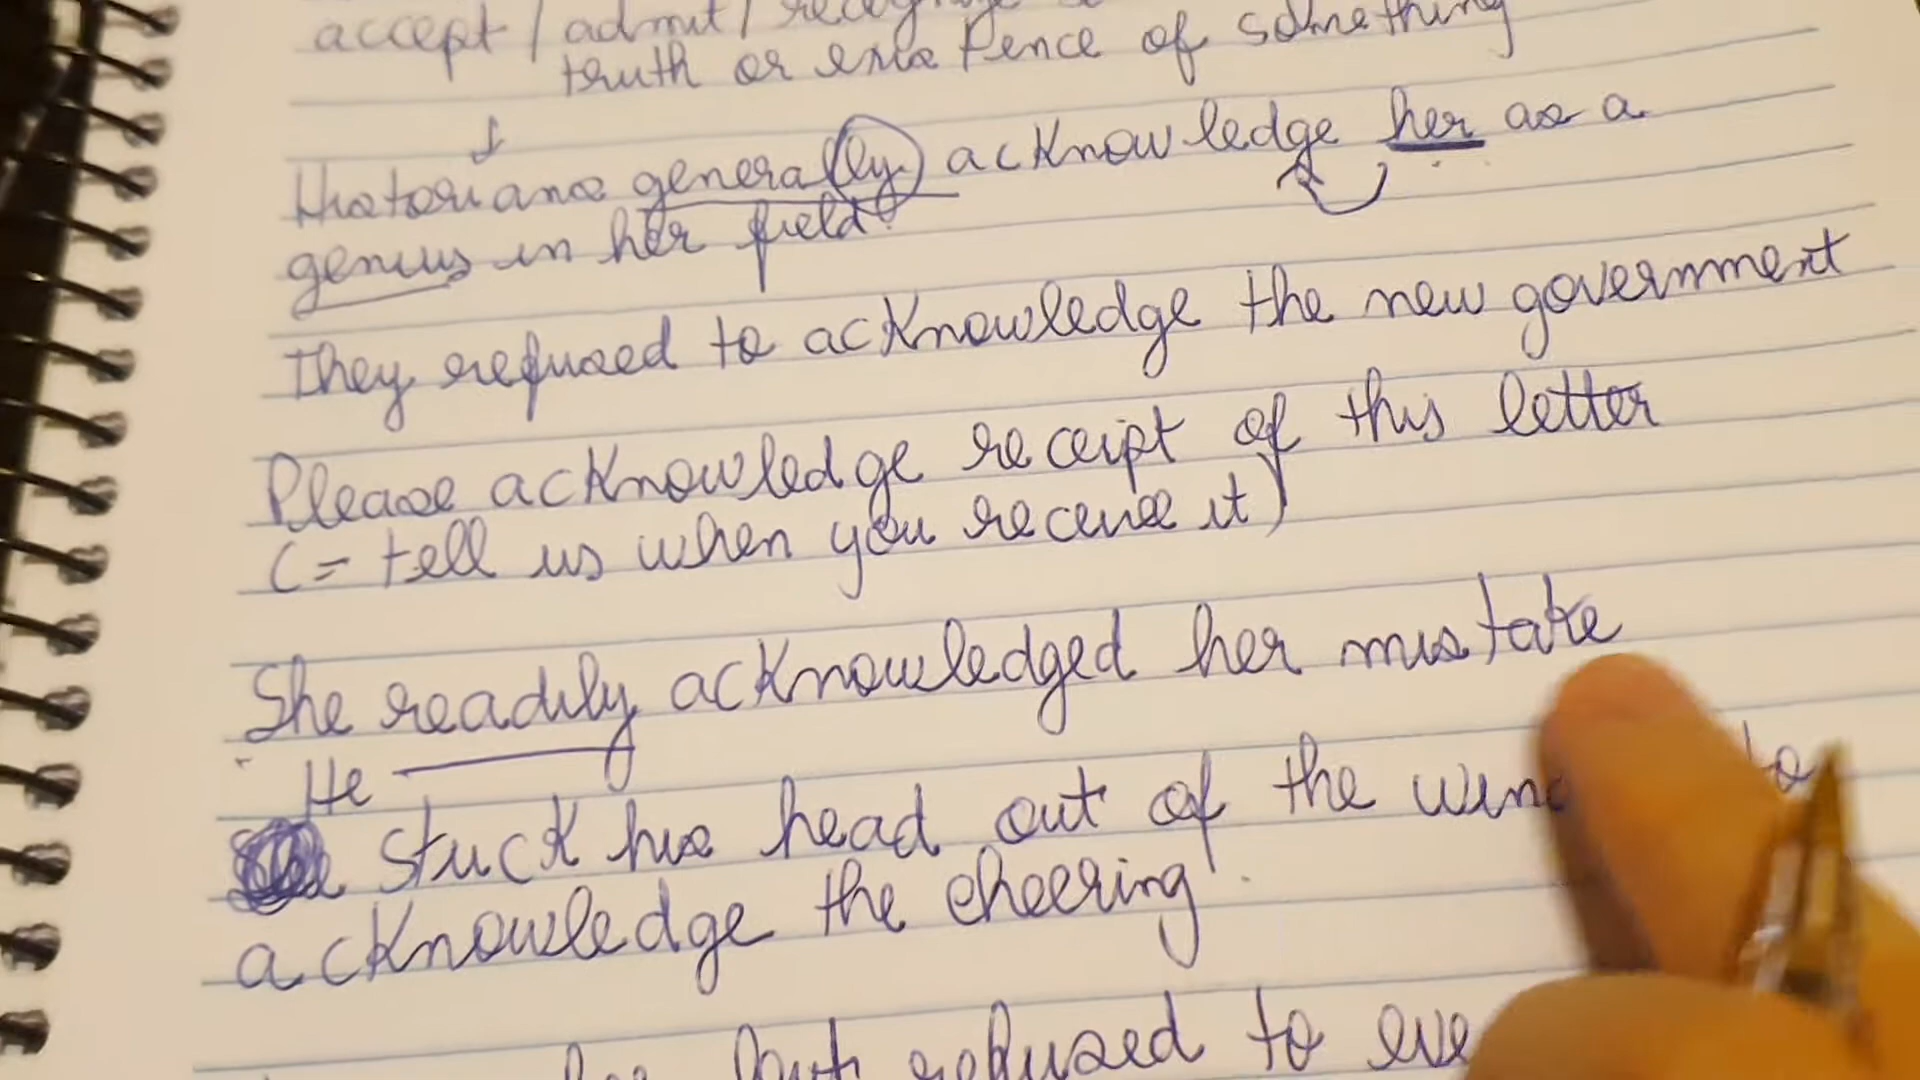 accept / admit / recognize
truth or existence of something
Historians generally acknowledge her as a
genius in her field.
They refused to acknowledge the new government
Please acknowledge receipt of this letter
(= tell us when you receive it)
She readily acknowledged her mistake
He
stuck his head out of the to
acknowledge the cheering.
refused to